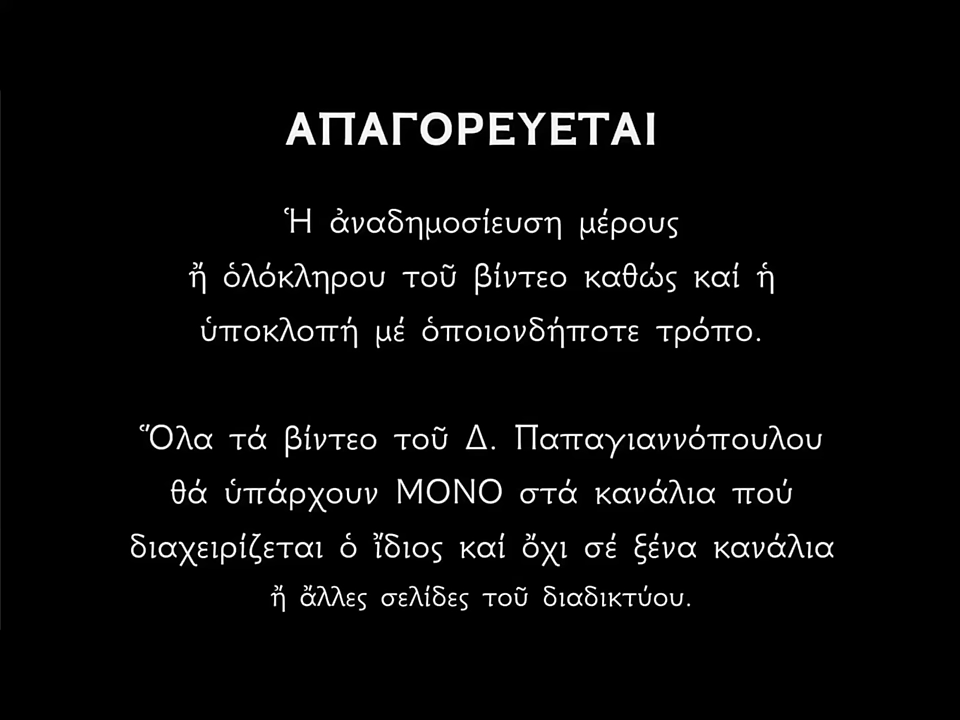 ΑΠΑΓΟΡΕΥΕΤΑΙ
Ἡ ἀναδημοσίευση μέρους
ἤ ὁλόκληρου τοῦ βίντεο καθώς καί ἡ
ὑποκλοπή μέ ὁποιονδήποτε τρόπο.
Ὅλα τά βίντεο τοῦ Δ. Παπαγιαννόπουλου
θά ὑπάρχουν ΜΟΝΟ στά κανάλια πού
διαχειρίζεται ὁ ἴδιος καί ὄχι σέ ξένα κανάλια
ἤ ἄλλες σελίδες τοῦ διαδικτύου.